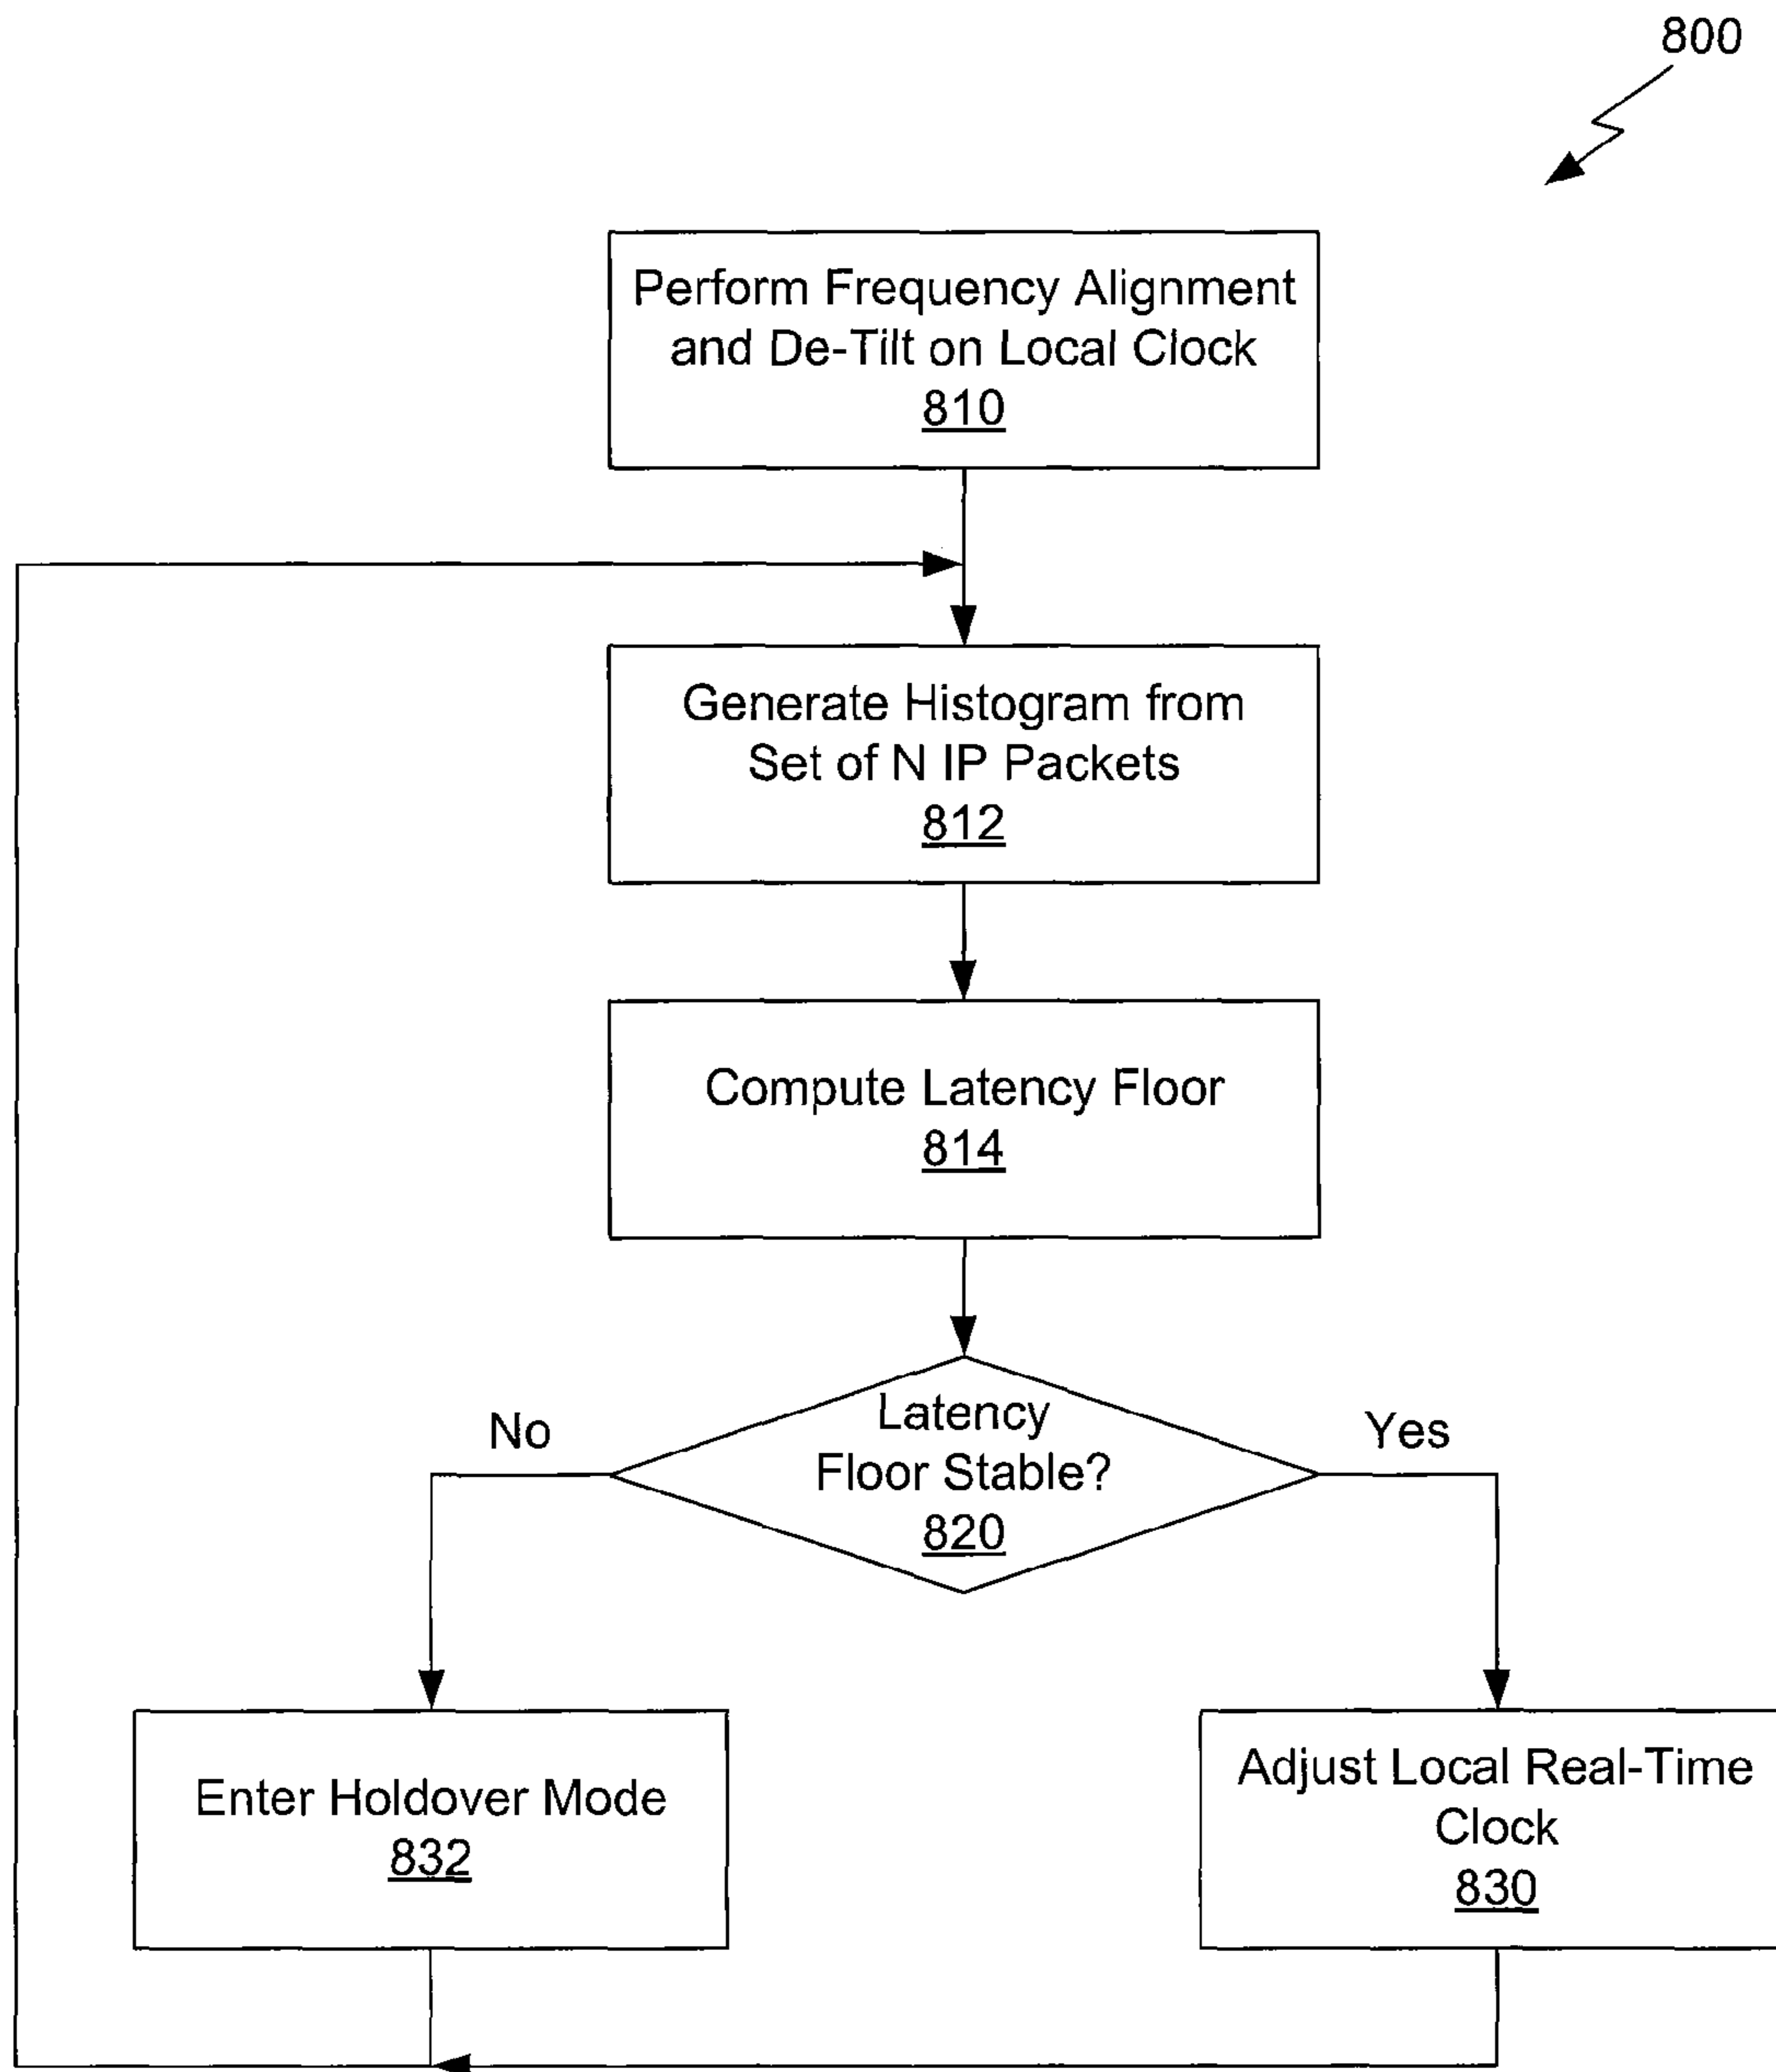 800
Perform Frequency Alignment
and De-Tilt on Local Clock
810
Generate Histogram from
Set of N IP Packets
812
Compute Latency Floor
814
Latency
Floor Stable?
820
No
Yes
Enter Holdover Mode
832
Adjust Local Real-Time
Clock
830